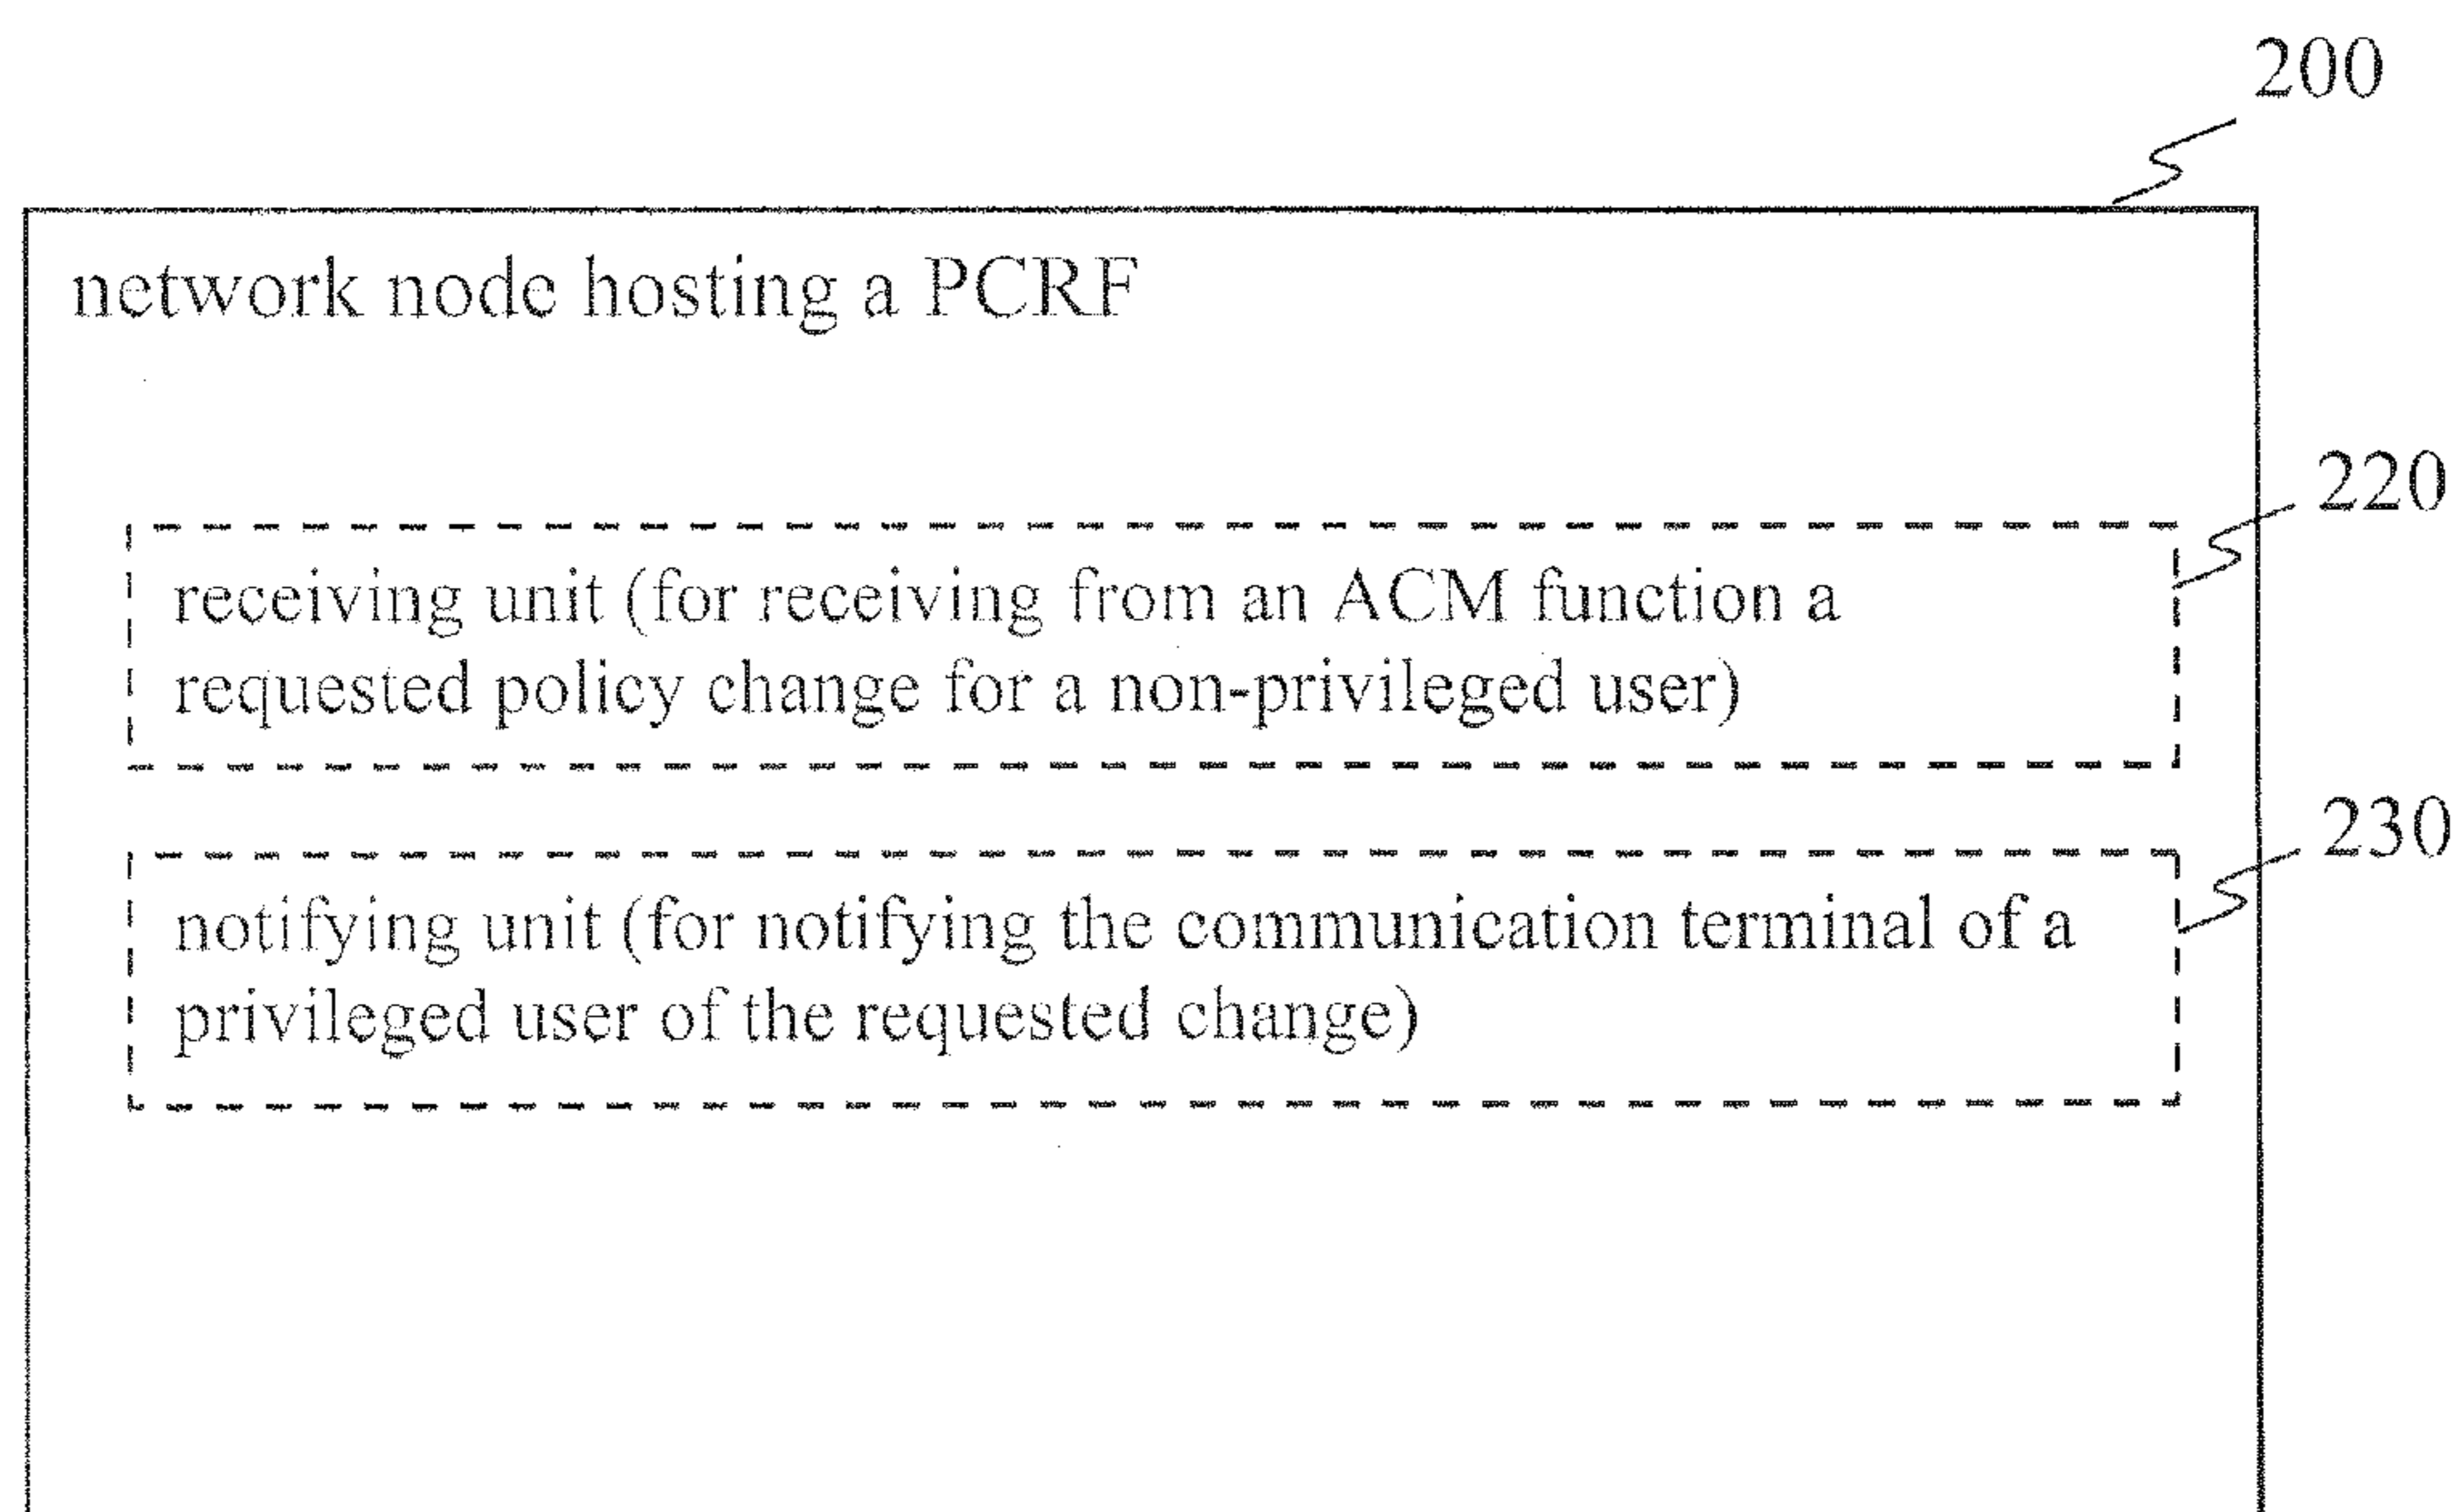 200
network node hosting a PCRF
220
receiving unit (for receiving from an ACM function a
requested policy change for a non-privileged user)
230
notifying unit (for notifying the communication terminal of a
privileged user of the requested change)